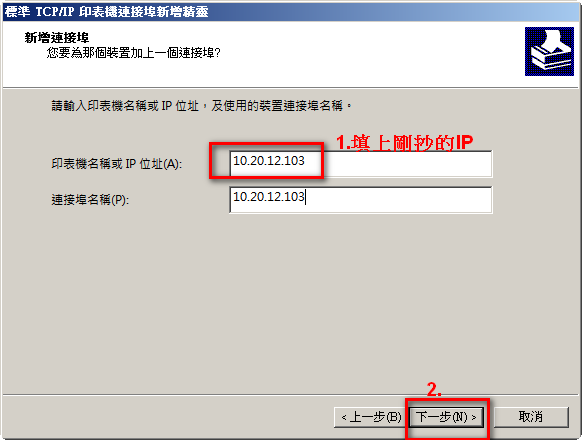 標準 TCP/IP 印表機連接埠新增精靈
新增連接埠
您要為那個裝置加上一個連接埠?
請輸入印表機名稱或 IP 位址，及使用的裝置連接埠名稱。
1.填上剛抄的IP
印表機名稱或 IP 位址(A):
10.20.12.103
連接埠名稱(P):
10.20.12.103
2.
< 上一步(B)
下一步(N) >
取消